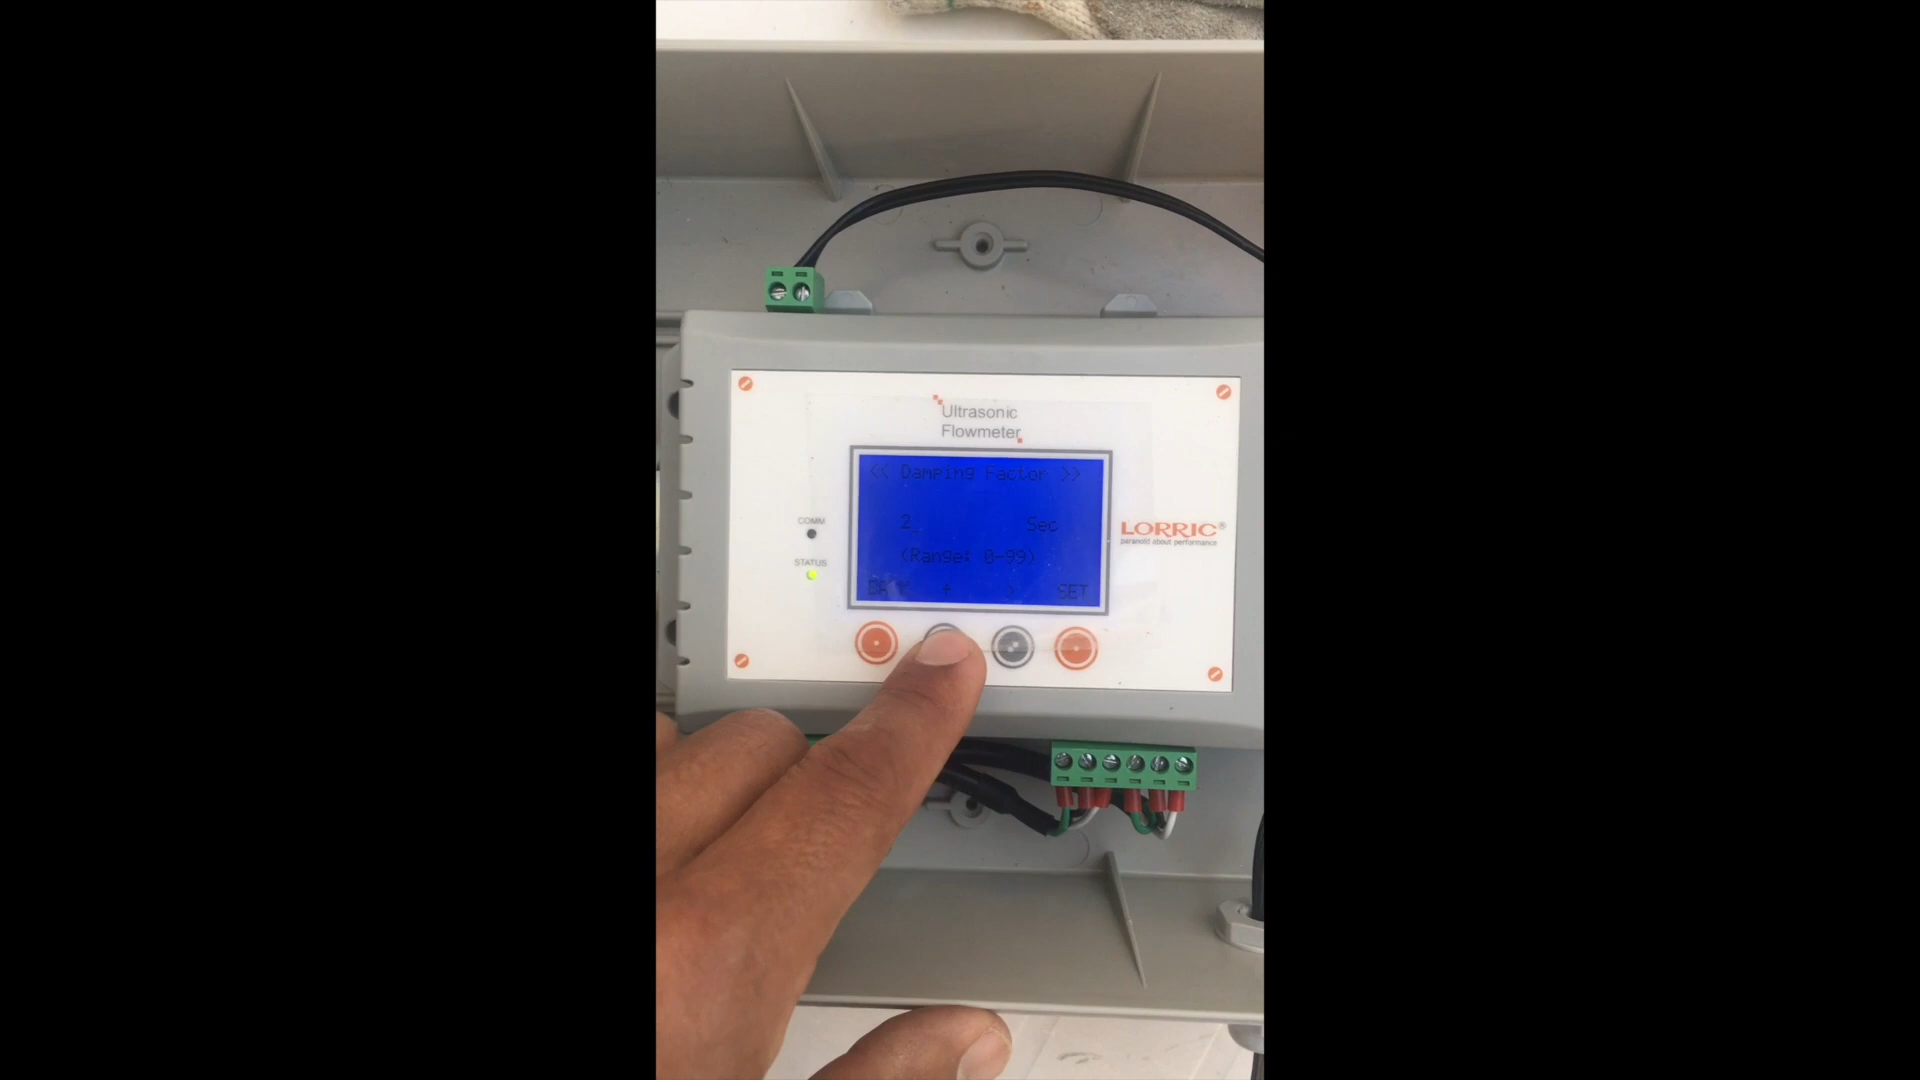 Ultrasonic
Flowmeter
<< Damping Factor >>
2 Sec
(Range: 0-99)
+ > SET
COMM
STATUS
LORRIC®
paranoid about performance